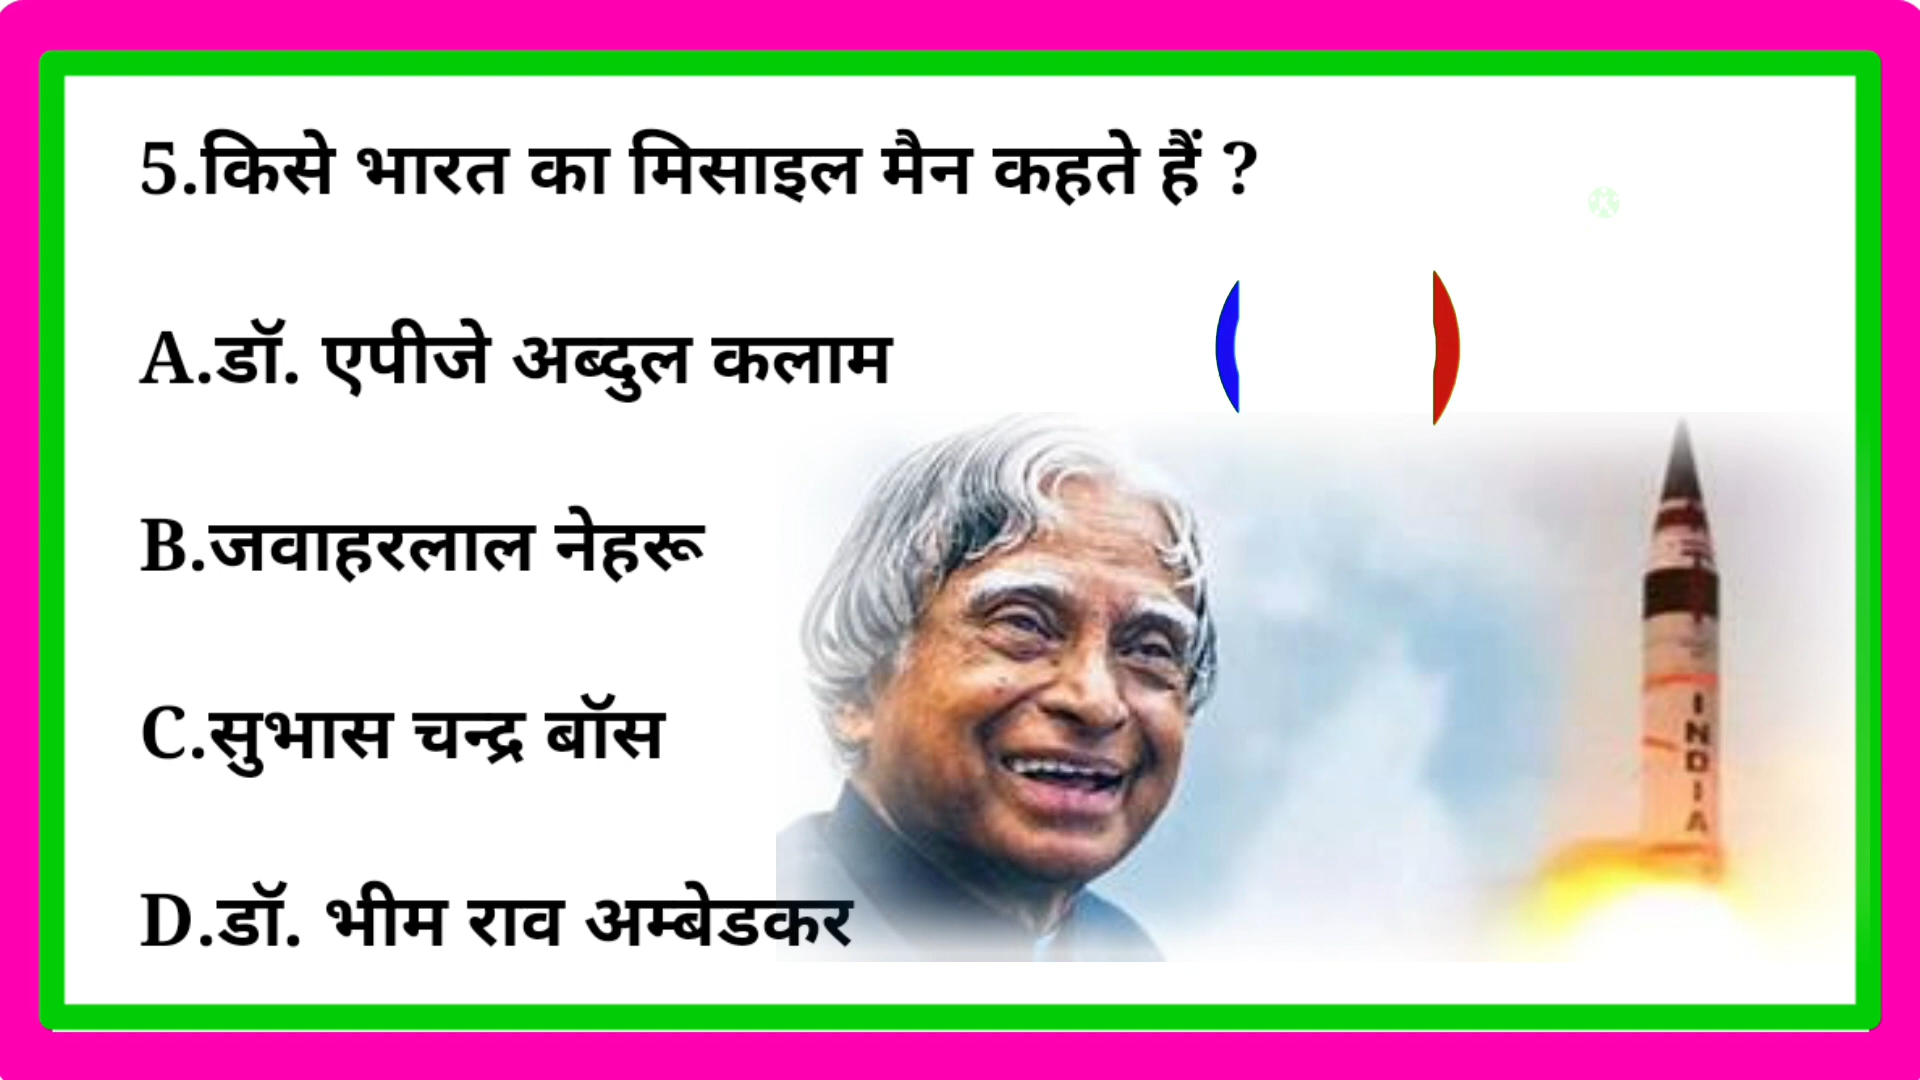 5.किसे भारत का मिसाइल मैन कहते हैं ?
A.डॉ. एपीजे अब्दुल कलाम
B.जवाहरलाल नेहरू
C.सुभास चन्द्र बॉस
D.डॉ. भीम राव अम्बेडकर
INDIA